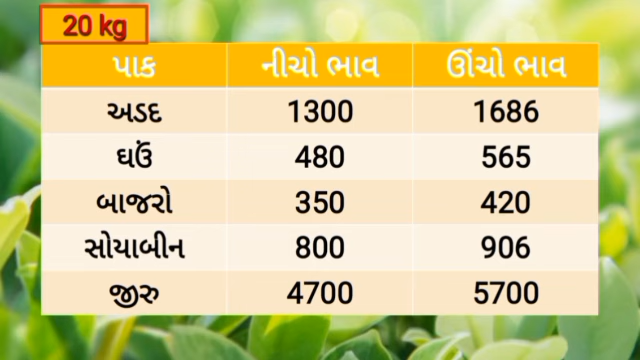 20 kg
પાક નીચો ભાવ ઊંચો ભાવ
અડદ 1300 1686
ઘઉં 480 565
બાજરો 350 420
સોયાબીન 800 906
જીરુ 4700 5700